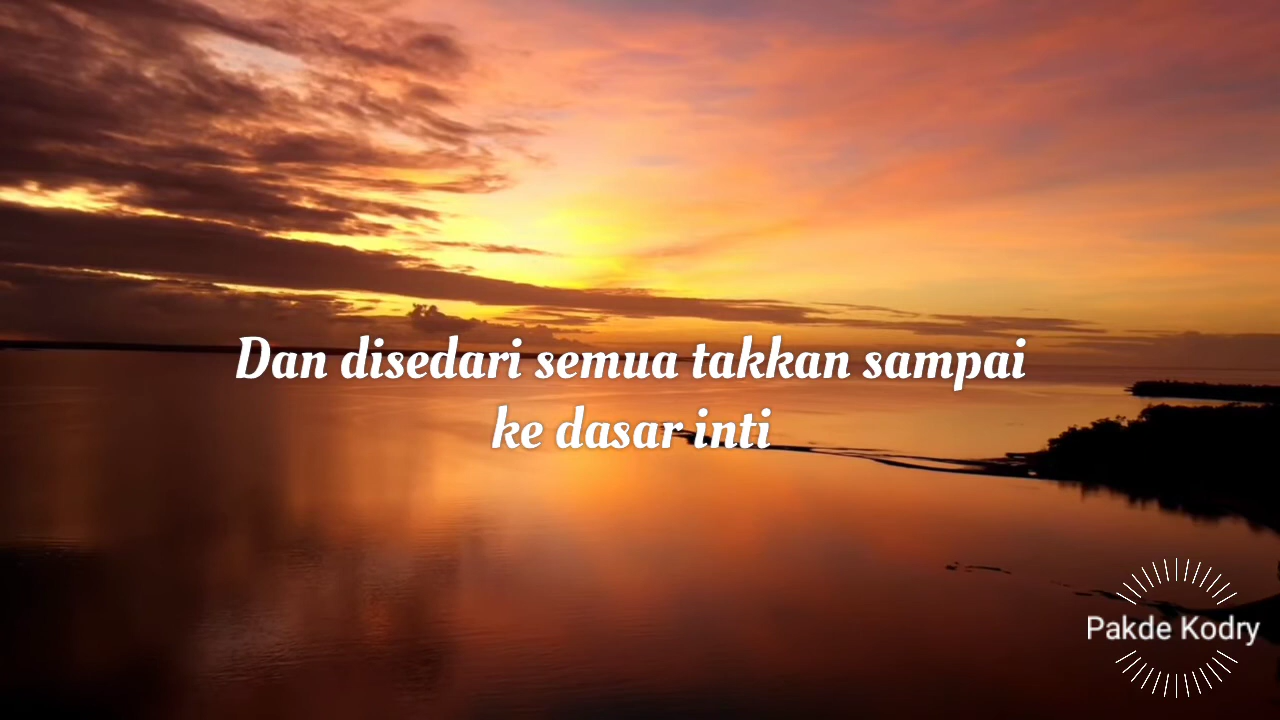 Dan disedari semua takkan sampai
ke dasar inti
Pakde Kodry